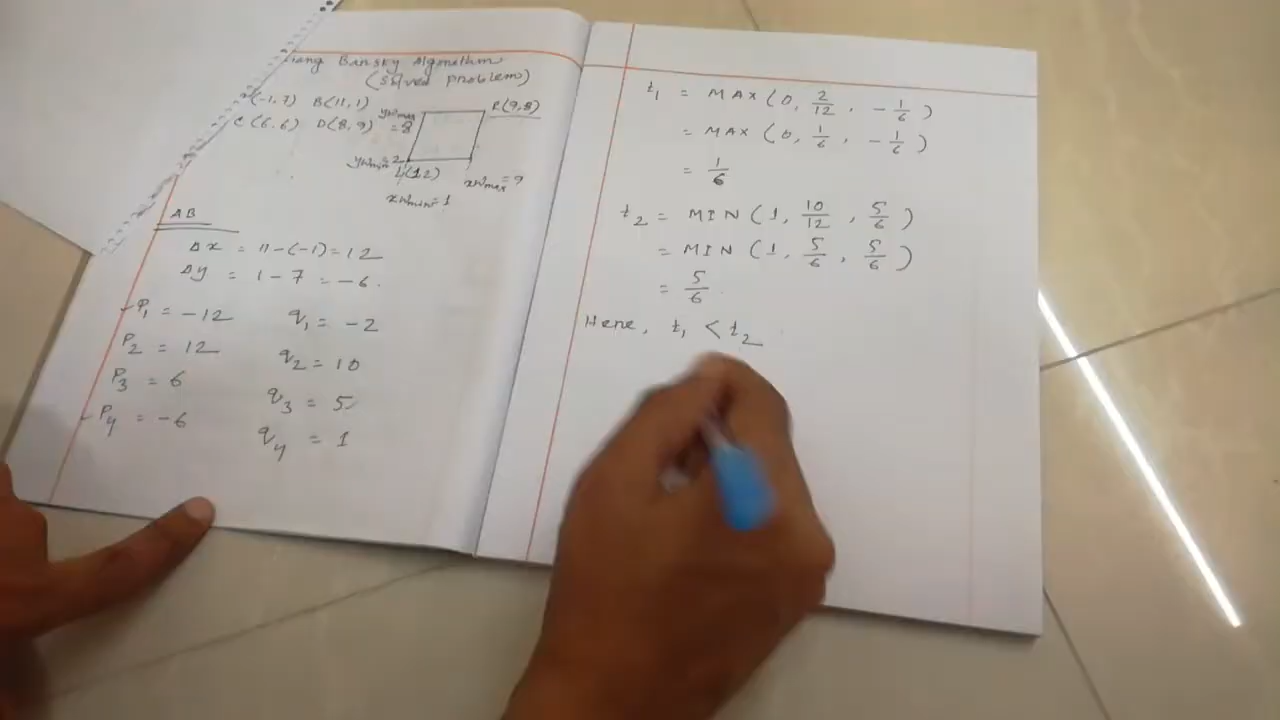 Liang Barsky Algorithm
(Solved Problem)
A(-1,7) B(11,1)
C(6,6) D(8,9)
ywmax = 8
R(9,8)
ywmin = 2
L(1,2)
xwmax = 9
xwmin = 1
AB
Δx = 11-(-1) = 12
Δy = 1 - 7 = -6.
P1 = -12 q1 = -2
P2 = 12 q2 = 10
P3 = 6 q3 = 5
P4 = -6 q4 = 1
t1 = MAX(0, 2/12, -1/6)
= MAX(0, 1/6, -1/6)
= 1/6
t2 = MIN(1, 10/12, 5/6)
= MIN(1, 5/6, 5/6)
= 5/6.
Here, t1 < t2